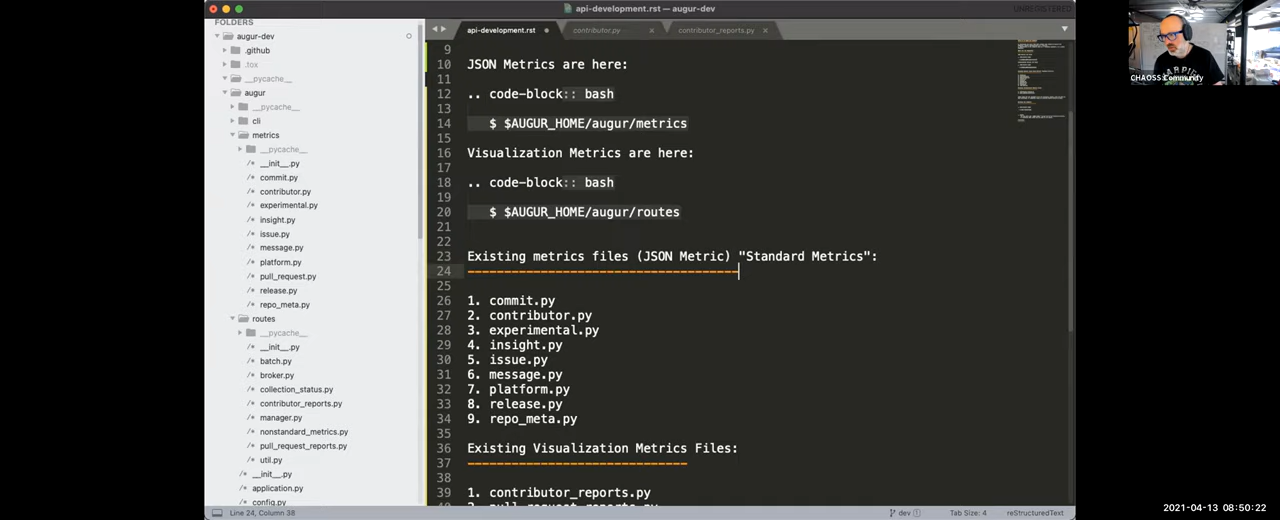 api-development.rst — augur-dev
UNREGISTERED
FOLDERS
augur-dev
.github
.tox
__pycache__
augur
__pycache__
cli
metrics
__pycache__
__init__.py
commit.py
contributor.py
experimental.py
insight.py
issue.py
message.py
platform.py
pull_request.py
release.py
repo_meta.py
routes
__pycache__
__init__.py
batch.py
broker.py
collection_status.py
contributor_reports.py
manager.py
nonstandard_metrics.py
pull_request_reports.py
util.py
__init__.py
application.py
config.py
api-development.rst
contributor.py
contributor_reports.py
9
10 JSON Metrics are here:
11
12 .. code-block:: bash
13
14 $ $AUGUR_HOME/augur/metrics
15
16 Visualization Metrics are here:
17
18 .. code-block:: bash
19
20 $ $AUGUR_HOME/augur/routes
21
22
23 Existing metrics files (JSON Metric) "Standard Metrics":
24 -------------------------------------
25
26 1. commit.py
27 2. contributor.py
28 3. experimental.py
29 4. insight.py
30 5. issue.py
31 6. message.py
32 7. platform.py
33 8. release.py
34 9. repo_meta.py
35
36 Existing Visualization Metrics Files:
37 ------------------------------
38
39 1. contributor_reports.py
Line 24, Column 38
dev
1
Tab Size: 4
reStructuredText
CHAOSS Community
2021-04-13 08:50:22